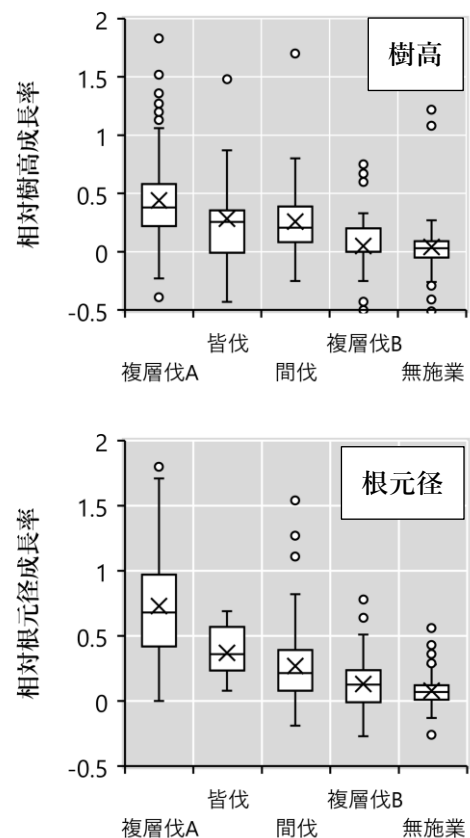 樹高
相対樹高成長率
2
1.5
1
0.5
0
-0.5
皆伐
複層伐B
複層伐A
間伐
無施業
根元径
相対根元径成長率
2
1.5
1
0.5
0
-0.5
皆伐
複層伐B
複層伐A
間伐
無施業